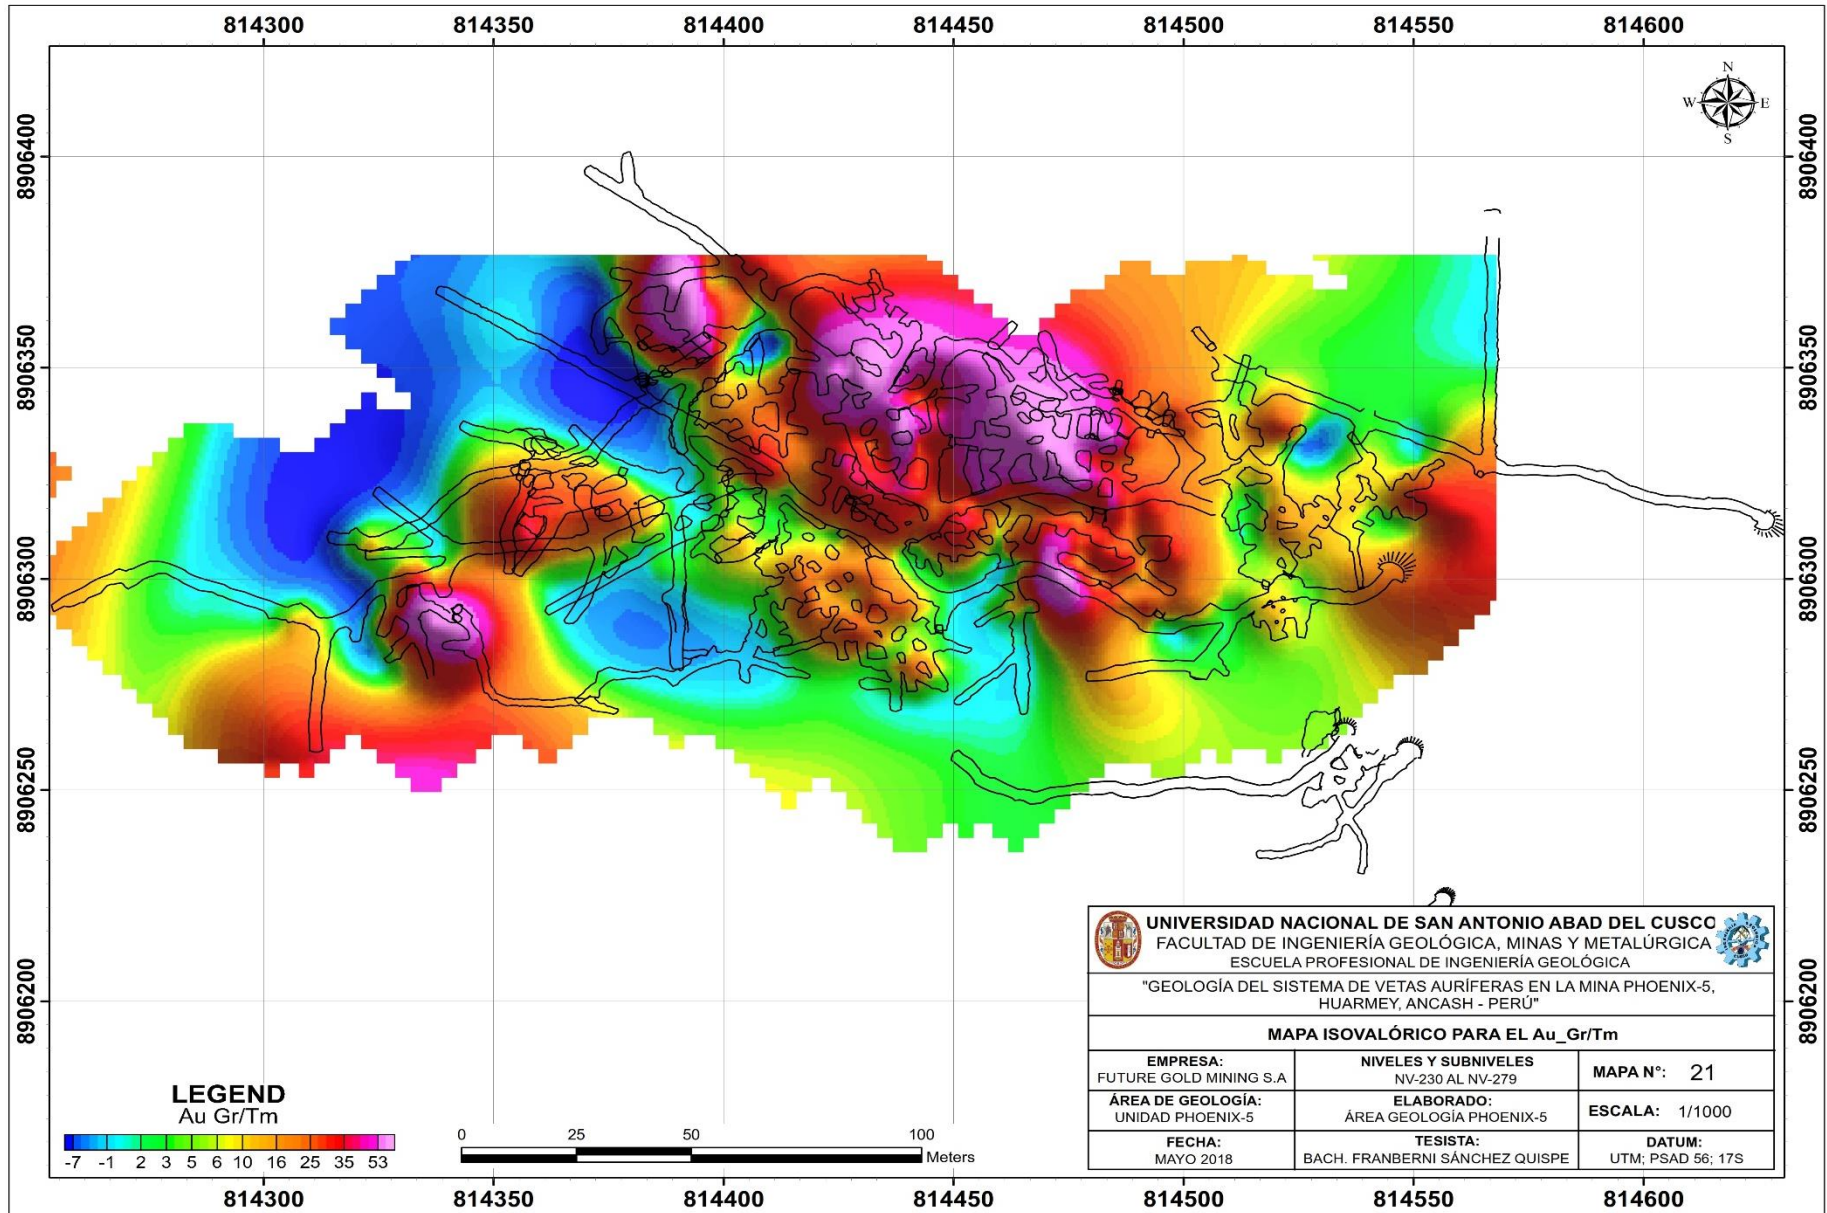 814300 814350 814400 814450 814500 814550 814600
N
W E
S
8906400 8906400
8906350 8906350
8906300 8906300
8906250 8906250
8906200 8906200
UNIVERSIDAD NACIONAL DE SAN ANTONIO ABAD DEL CUSCO
FACULTAD DE INGENIERÍA GEOLÓGICA, MINAS Y METALÚRGICA
ESCUELA PROFESIONAL DE INGENIERÍA GEOLÓGICA
"GEOLOGÍA DEL SISTEMA DE VETAS AURÍFERAS EN LA MINA PHOENIX-5,
HUARMEY, ANCASH - PERÚ"
MAPA ISOVALÓRICO PARA EL Au_Gr/Tm
EMPRESA:
FUTURE GOLD MINING S.A
NIVELES Y SUBNIVELES
NV-230 AL NV-279
MAPA N°: 21
ÁREA DE GEOLOGÍA:
UNIDAD PHOENIX-5
ELABORADO:
ÁREA GEOLOGÍA PHOENIX-5
ESCALA: 1/1000
FECHA:
MAYO 2018
TESISTA:
BACH. FRANBERNI SÁNCHEZ QUISPE
DATUM:
UTM; PSAD 56; 17S
LEGEND
Au Gr/Tm
-7 -1 2 3 5 6 10 16 25 35 53
0 25 50 100
Meters
814300 814350 814400 814450 814500 814550 814600